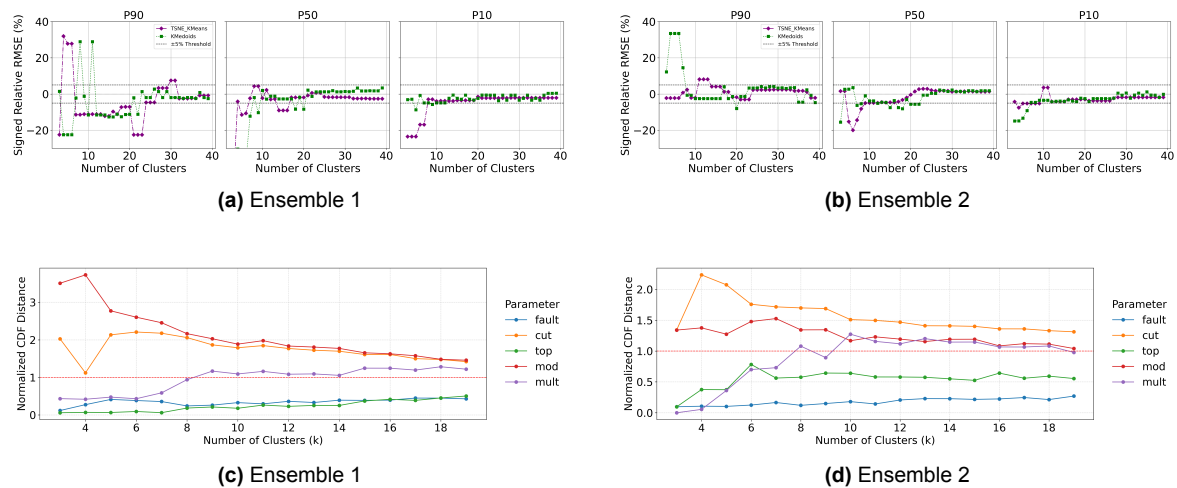 P90 P50 P10
Signed Relative RMSE (%)
40
20
0
−20
TSNE_KMeans
KMedoids
±5% Threshold
10 20 30 40 10 20 30 40 10 20 30 40
Number of Clusters Number of Clusters Number of Clusters
(a) Ensemble 1
P90 P50 P10
Signed Relative RMSE (%)
40
20
0
−20
TSNE_KMeans
KMedoids
±5% Threshold
10 20 30 40 10 20 30 40 10 20 30 40
Number of Clusters Number of Clusters Number of Clusters
(b) Ensemble 2
Normalized CDF Distance
3
2
1
0
4 6 8 10 12 14 16 18
Number of Clusters (k)
Parameter
fault
cut
top
mod
mult
(c) Ensemble 1
Normalized CDF Distance
2.0
1.5
1.0
0.5
0.0
4 6 8 10 12 14 16 18
Number of Clusters (k)
Parameter
fault
cut
top
mod
mult
(d) Ensemble 2